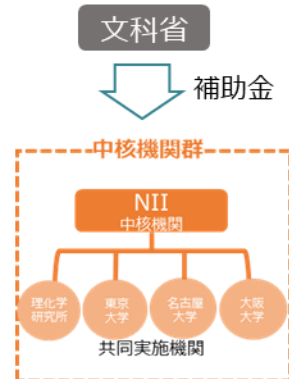 文科省
補助金
中核機関群
NII
中核機関
理化学
研究所
東京
大学
名古屋
大学
大阪
大学
共同実施機関